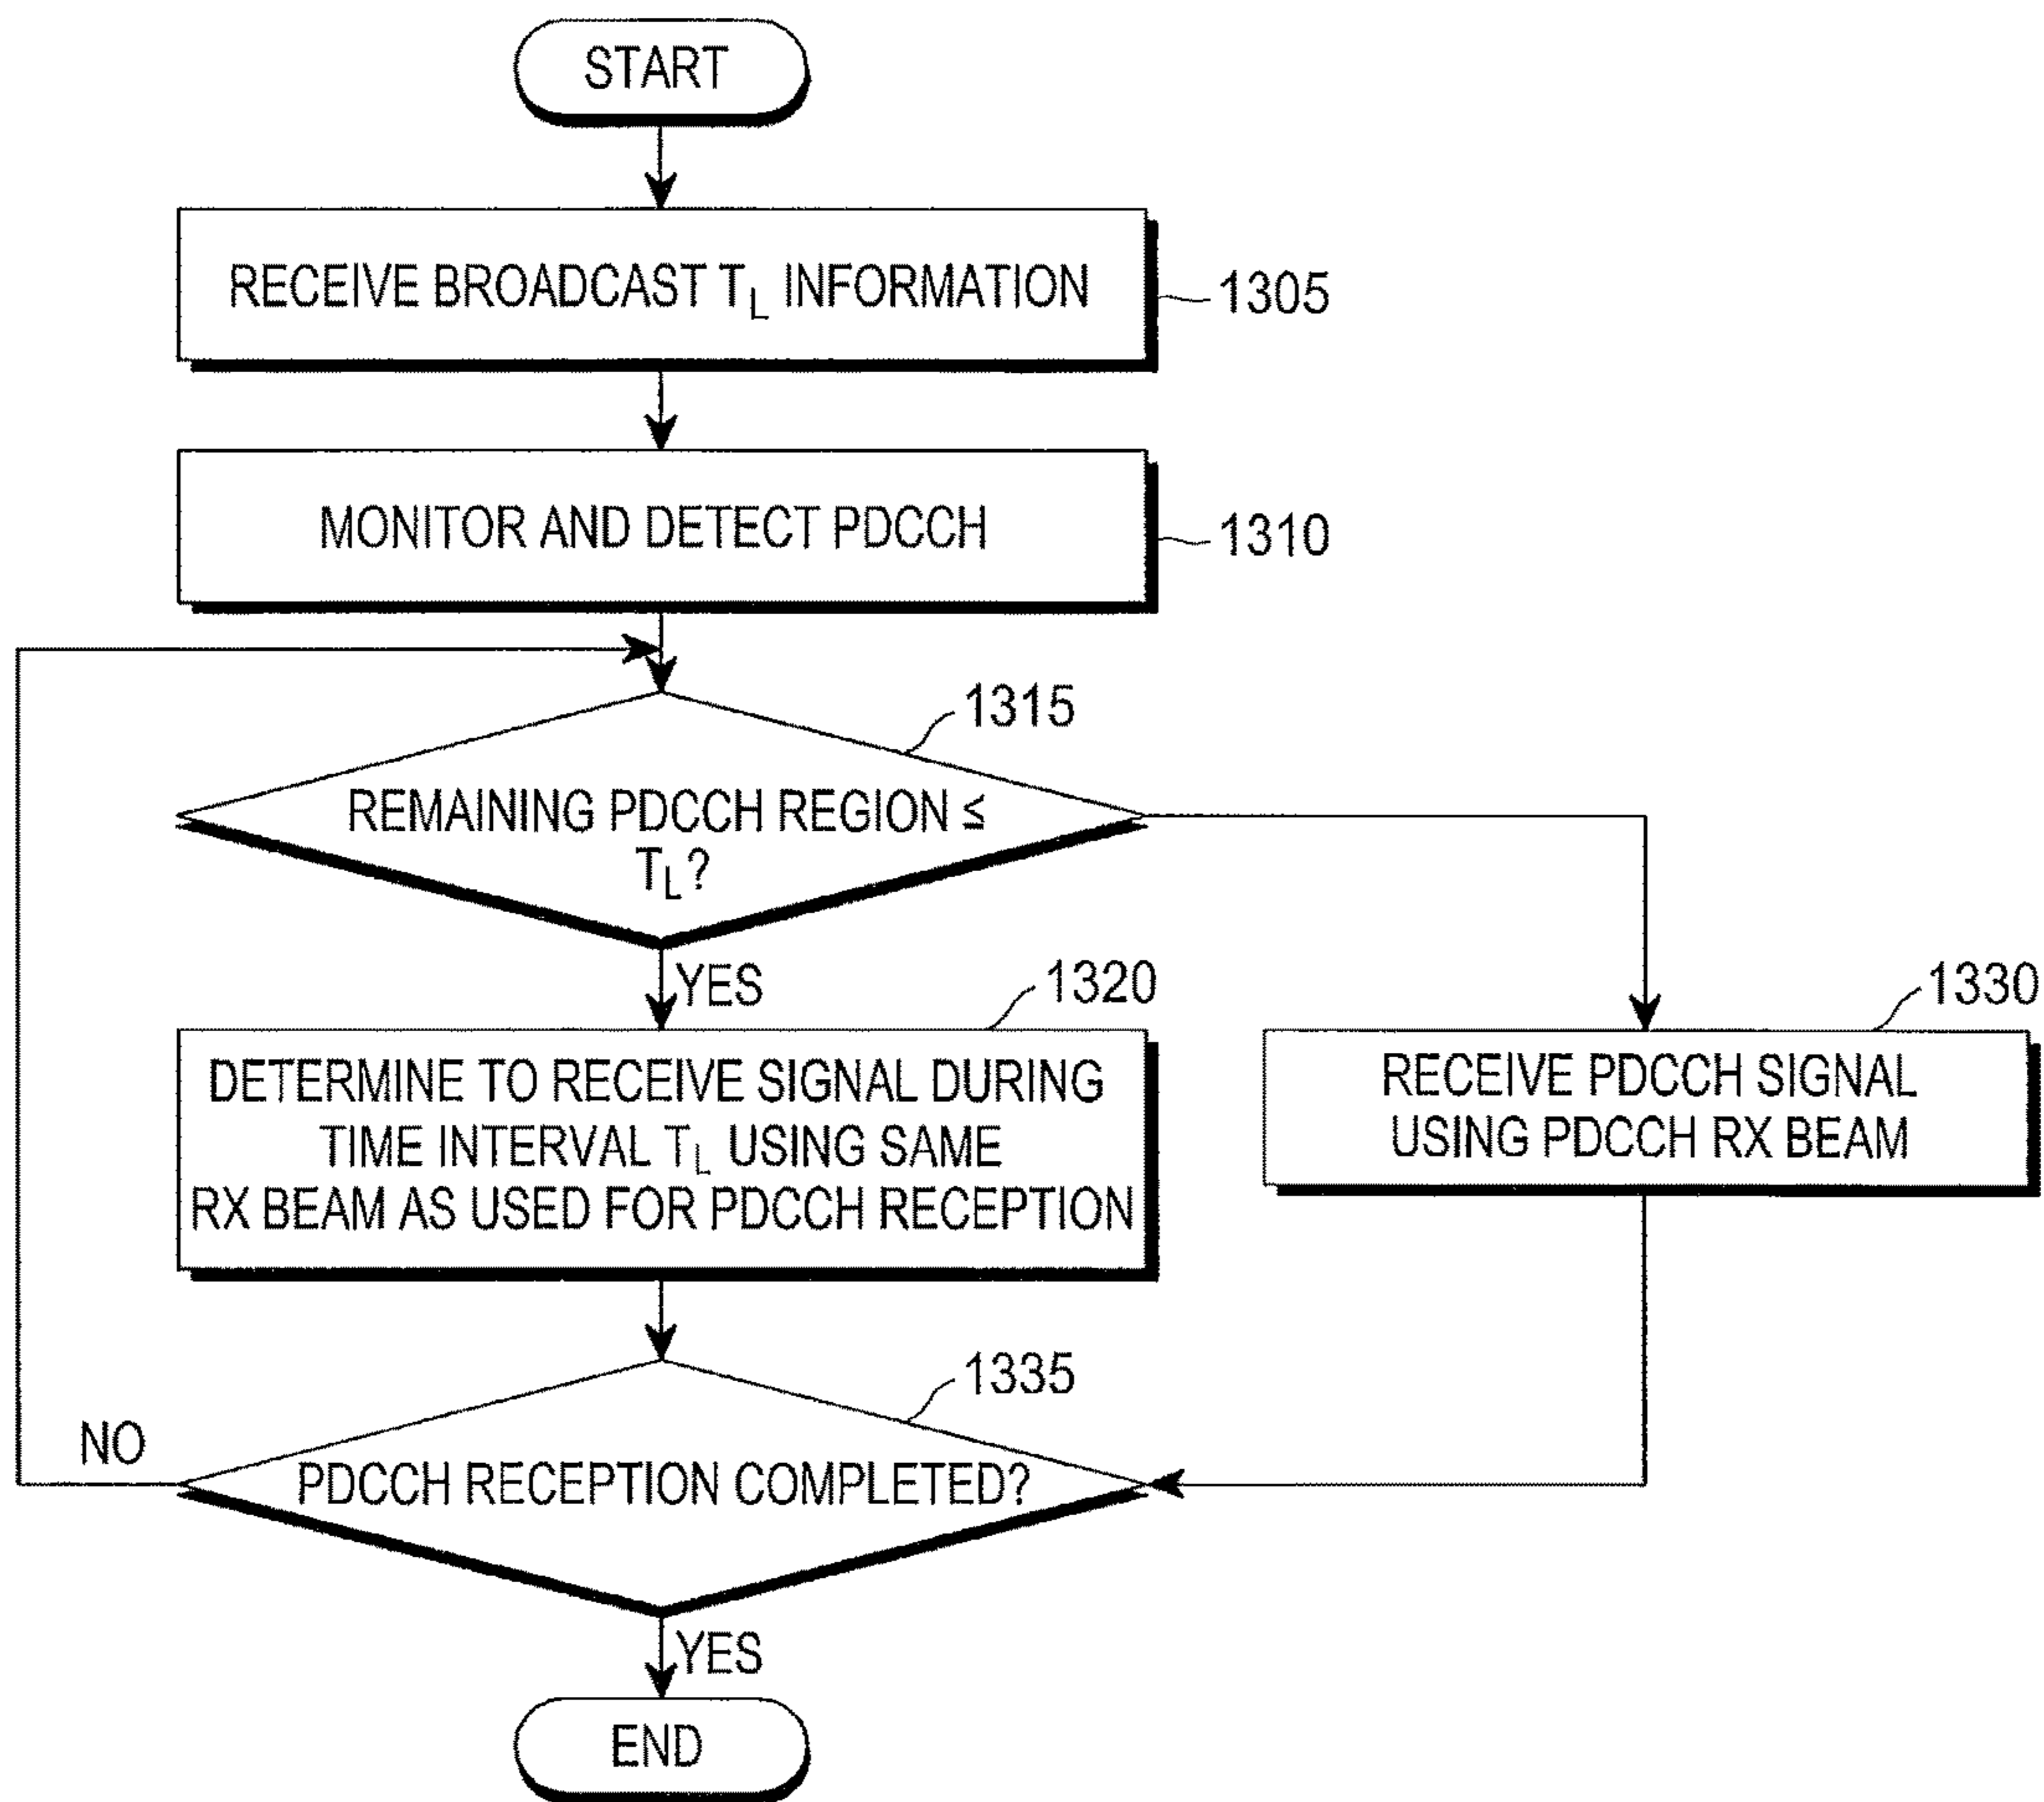 START
RECEIVE BROADCAST TL INFORMATION
1305
MONITOR AND DETECT PDCCH
1310
1315
REMAINING PDCCH REGION ≤
TL?
YES
1320
DETERMINE TO RECEIVE SIGNAL DURING
TIME INTERVAL TL USING SAME
RX BEAM AS USED FOR PDCCH RECEPTION
1330
RECEIVE PDCCH SIGNAL
USING PDCCH RX BEAM
1335
NO
PDCCH RECEPTION COMPLETED?
YES
END